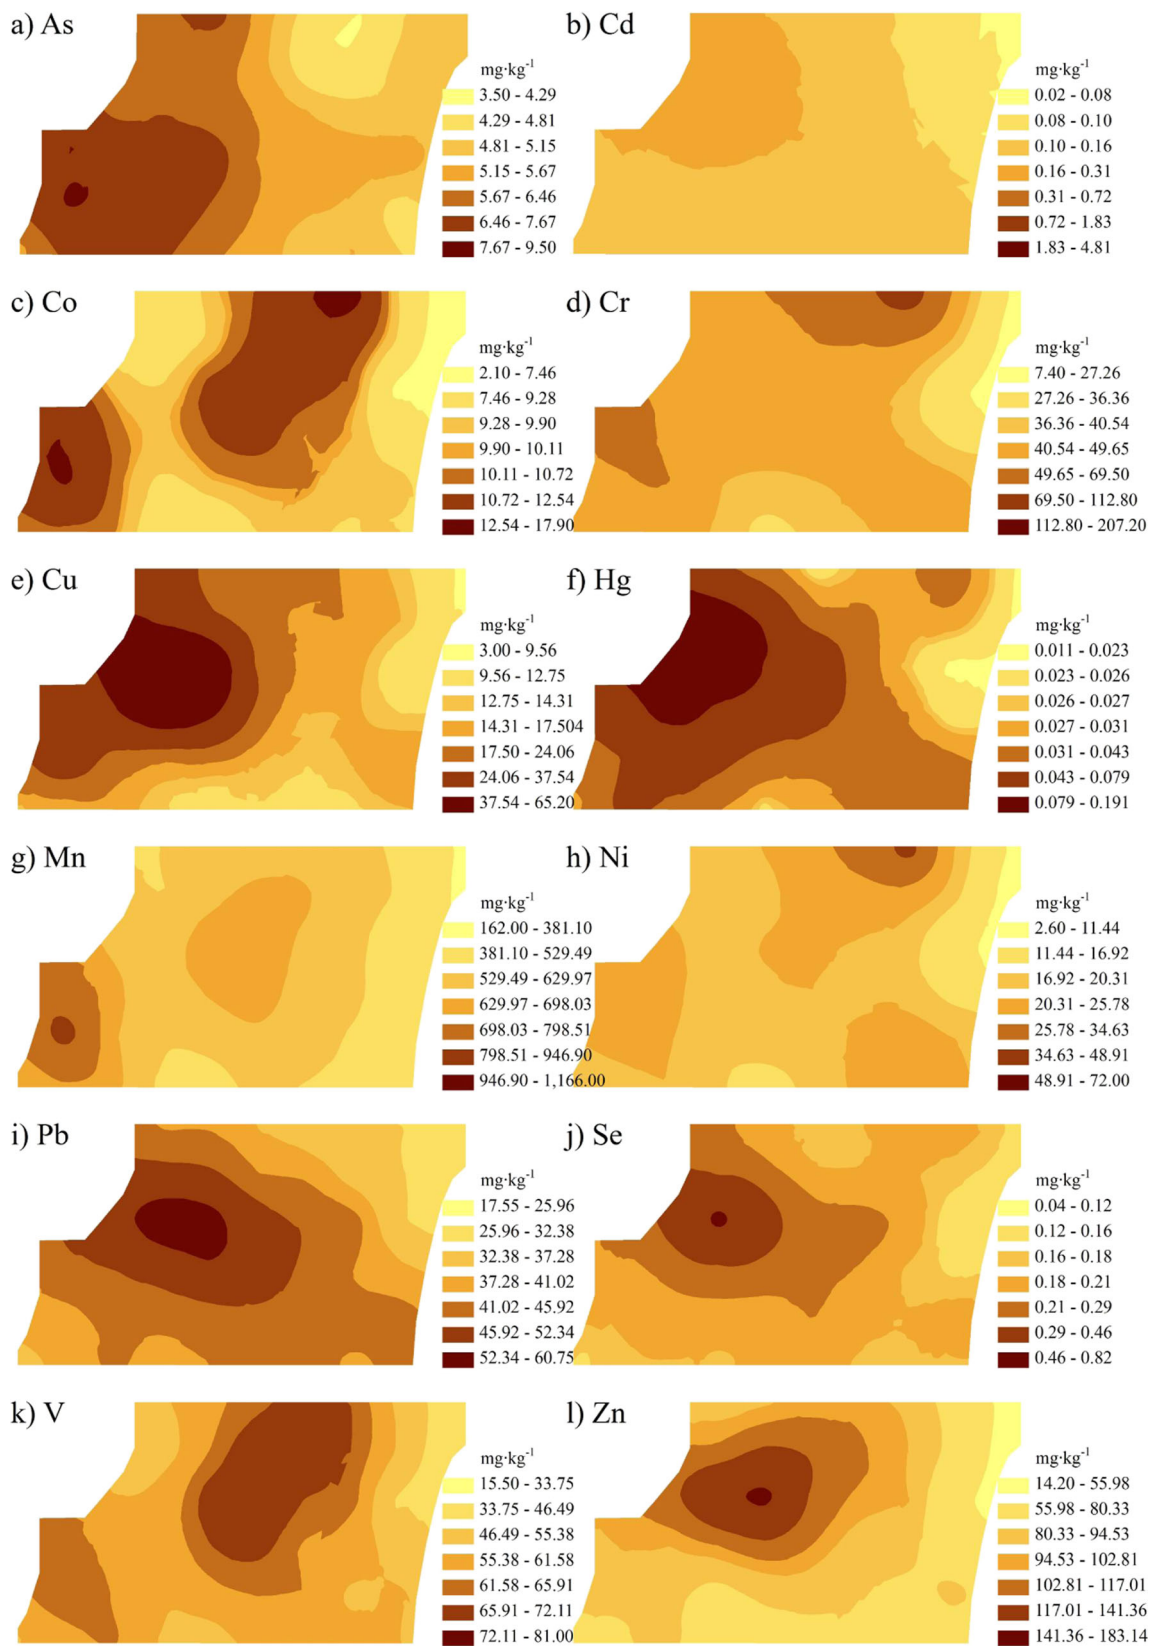 a) As
mg·kg-1
3.50 - 4.29
4.29 - 4.81
4.81 - 5.15
5.15 - 5.67
5.67 - 6.46
6.46 - 7.67
7.67 - 9.50
b) Cd
mg·kg-1
0.02 - 0.08
0.08 - 0.10
0.10 - 0.16
0.16 - 0.31
0.31 - 0.72
0.72 - 1.83
1.83 - 4.81
c) Co
mg·kg-1
2.10 - 7.46
7.46 - 9.28
9.28 - 9.90
9.90 - 10.11
10.11 - 10.72
10.72 - 12.54
12.54 - 17.90
d) Cr
mg·kg-1
7.40 - 27.26
27.26 - 36.36
36.36 - 40.54
40.54 - 49.65
49.65 - 69.50
69.50 - 112.80
112.80 - 207.20
e) Cu
mg·kg-1
3.00 - 9.56
9.56 - 12.75
12.75 - 14.31
14.31 - 17.504
17.50 - 24.06
24.06 - 37.54
37.54 - 65.20
f) Hg
mg·kg-1
0.011 - 0.023
0.023 - 0.026
0.026 - 0.027
0.027 - 0.031
0.031 - 0.043
0.043 - 0.079
0.079 - 0.191
g) Mn
mg·kg-1
162.00 - 381.10
381.10 - 529.49
529.49 - 629.97
629.97 - 698.03
698.03 - 798.51
798.51 - 946.90
946.90 - 1,166.00
h) Ni
mg·kg-1
2.60 - 11.44
11.44 - 16.92
16.92 - 20.31
20.31 - 25.78
25.78 - 34.63
34.63 - 48.91
48.91 - 72.00
i) Pb
mg·kg-1
17.55 - 25.96
25.96 - 32.38
32.38 - 37.28
37.28 - 41.02
41.02 - 45.92
45.92 - 52.34
52.34 - 60.75
j) Se
mg·kg-1
0.04 - 0.12
0.12 - 0.16
0.16 - 0.18
0.18 - 0.21
0.21 - 0.29
0.29 - 0.46
0.46 - 0.82
k) V
mg·kg-1
15.50 - 33.75
33.75 - 46.49
46.49 - 55.38
55.38 - 61.58
61.58 - 65.91
65.91 - 72.11
72.11 - 81.00
l) Zn
mg·kg-1
14.20 - 55.98
55.98 - 80.33
80.33 - 94.53
94.53 - 102.81
102.81 - 117.01
117.01 - 141.36
141.36 - 183.14